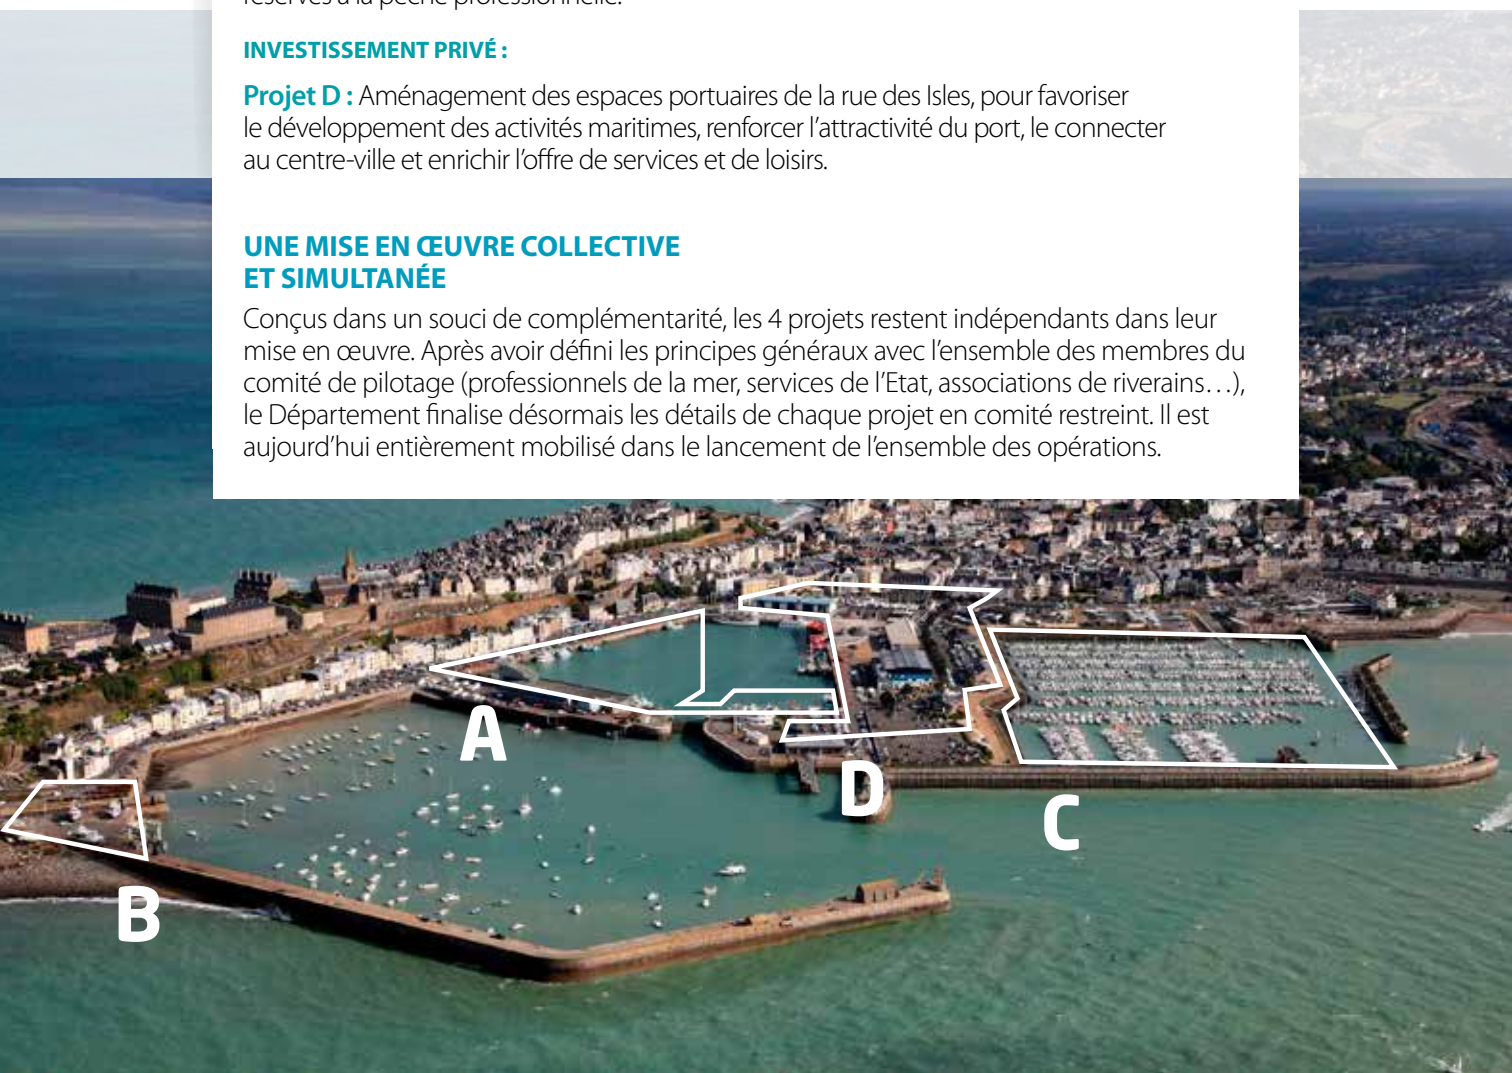 réservés à la pêche professionnelle.
INVESTISSEMENT PRIVÉ :
Projet D : Aménagement des espaces portuaires de la rue des Isles, pour favoriser
le développement des activités maritimes, renforcer l’attractivité du port, le connecter
au centre-ville et enrichir l’offre de services et de loisirs.
UNE MISE EN ŒUVRE COLLECTIVE
ET SIMULTANÉE
Conçus dans un souci de complémentarité, les 4 projets restent indépendants dans leur
mise en œuvre. Après avoir défini les principes généraux avec l’ensemble des membres du
comité de pilotage (professionnels de la mer, services de l’Etat, associations de riverains…),
le Département finalise désormais les détails de chaque projet en comité restreint. Il est
aujourd’hui entièrement mobilisé dans le lancement de l’ensemble des opérations.
A
D
C
B